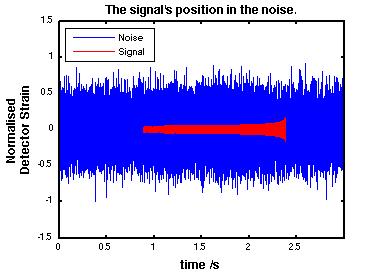 The signal's position in the noise.
1.5
Noise
Signal
1
0.5
Normalised
Detector Strain
0
-0.5
-1
-1.5
0
0.5
1
1.5
2
2.5
time /s